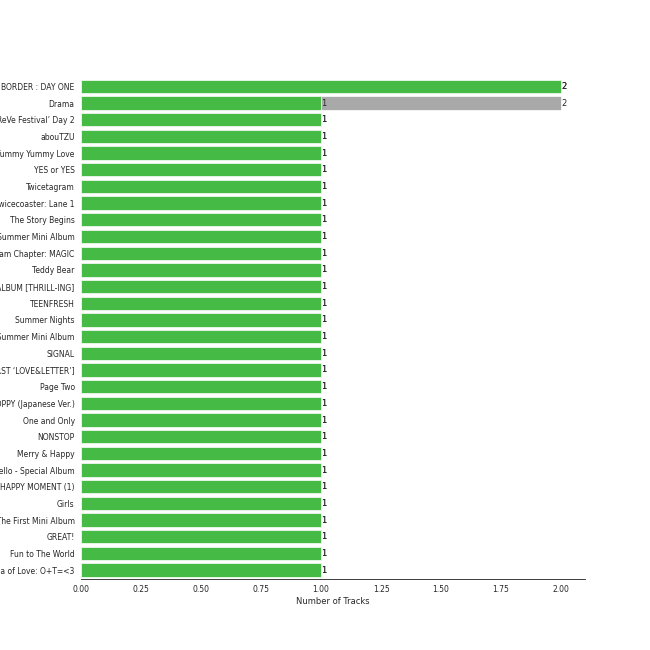 BORDER : DAY ONE 2
Drama 1 2
ReVe Festival’ Day 2 1
abouTZU 1
Yummy Yummy Love 1
YES or YES 1
Twicetagram 1
wicecoaster: Lane 1 1
The Story Begins 1
Summer Mini Album 1
am Chapter: MAGIC 1
Teddy Bear 1
ALBUM [THRILL-ING] 1
TEENFRESH 1
Summer Nights 1
Summer Mini Album 1
SIGNAL 1
RST ‘LOVE&LETTER’] 1
Page Two 1
OPPY (Japanese Ver.) 1
One and Only 1
NONSTOP 1
Merry & Happy 1
ello - Special Album 1
HAPPY MOMENT (1) 1
Girls 1
The First Mini Album 1
GREAT! 1
Fun to The World 1
a of Love: O+T=<3 1
0.00 0.25 0.50 0.75 1.00 1.25 1.50 1.75 2.00
Number of Tracks